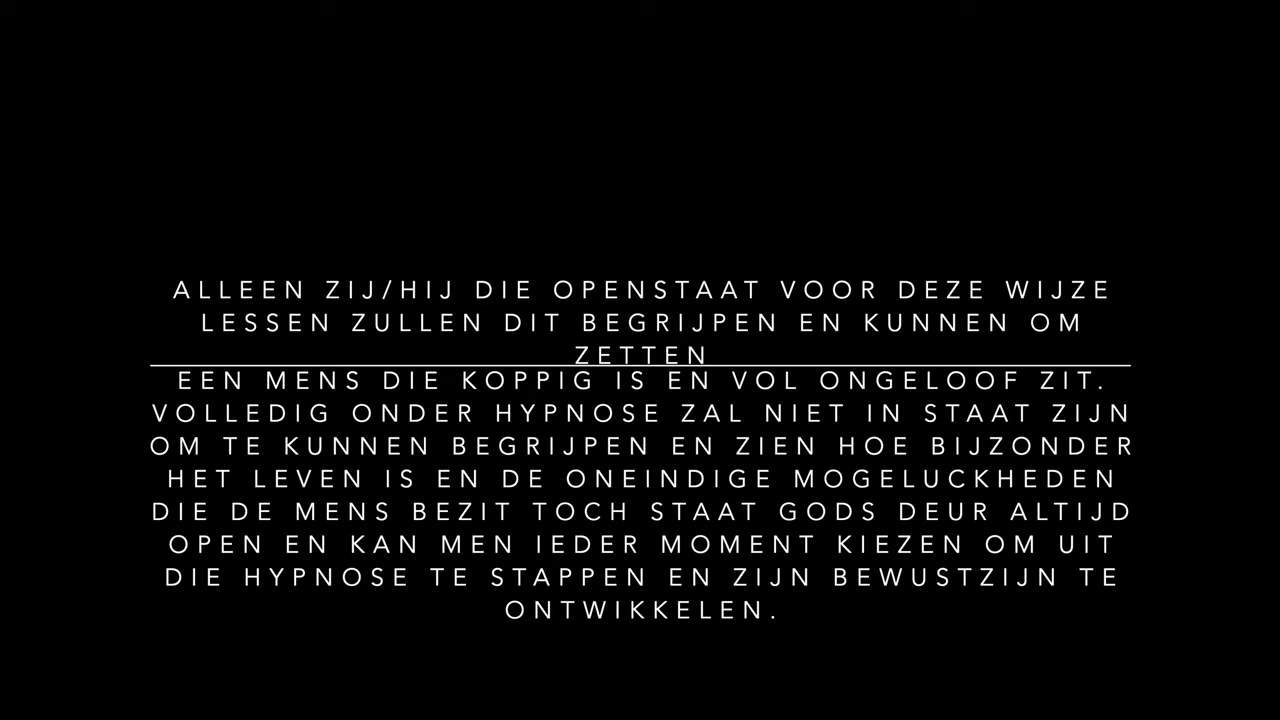 ALLEEN ZIJ/HIJ DIE OPENSTAAT VOOR DEZE WIJZE
LESSEN ZULLEN DIT BEGRIJPEN EN KUNNEN OM
ZETTEN
EEN MENS DIE KOPPIG IS EN VOL ONGELOOF ZIT.
VOLLEDIG ONDER HYPNOSE ZAL NIET IN STAAT ZIJN
OM TE KUNNEN BEGRIJPEN EN ZIEN HOE BIJZONDER
HET LEVEN IS EN DE ONEINDIGE MOGELUCKHEDEN
DIE DE MENS BEZIT TOCH STAAT GODS DEUR ALTIJD
OPEN EN KAN MEN IEDER MOMENT KIEZEN OM UIT
DIE HYPNOSE TE STAPPEN EN ZIJN BEWUSTZIJN TE
ONTWIKKELEN.